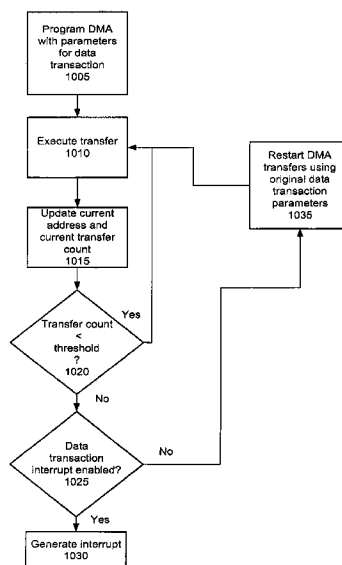 Program DMA
with parameters
for data
transaction
1005
Execute transfer
1010
Restart DMA
transfers using
original data
transaction
parameters
1035
Update current
address and
current transfer
count
1015
Yes
Transfer count
<
threshold
?
1020
No
Data
transaction
interrupt enabled?
1025
No
Yes
Generate interrupt
1030